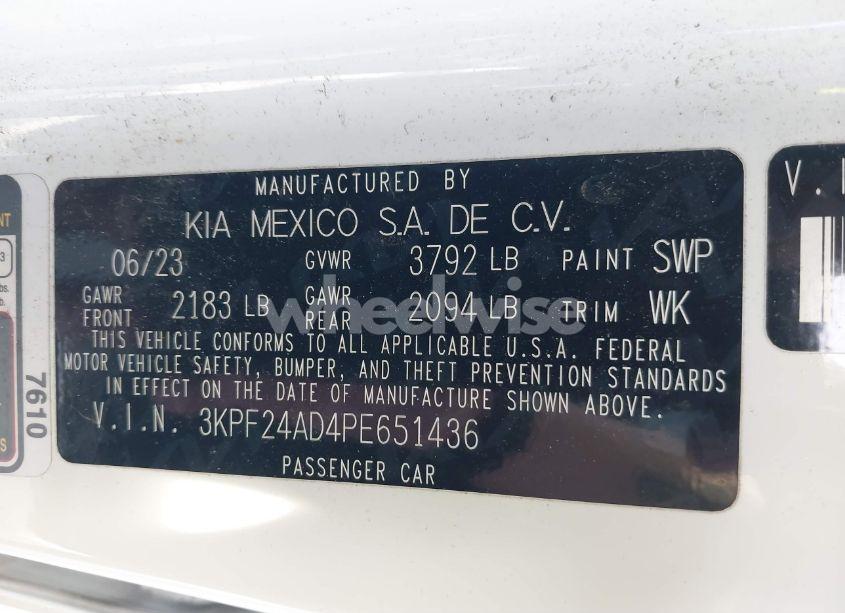 MANUFACTURED BY
KIA MEXICO S.A. DE C.V.
06/23 GVWR 3792 LB PAINT SWP
GAWR FRONT 2183 LB GAWR REAR 2094 LB TRIM WK
wheelwise
THIS VEHICLE CONFORMS TO ALL APPLICABLE U.S.A. FEDERAL
MOTOR VEHICLE SAFETY, BUMPER, AND THEFT PREVENTION STANDARDS
IN EFFECT ON THE DATE OF MANUFACTURE SHOWN ABOVE.
V.I.N. 3KPF24AD4PE651436
PASSENGER CAR
7610
V.I